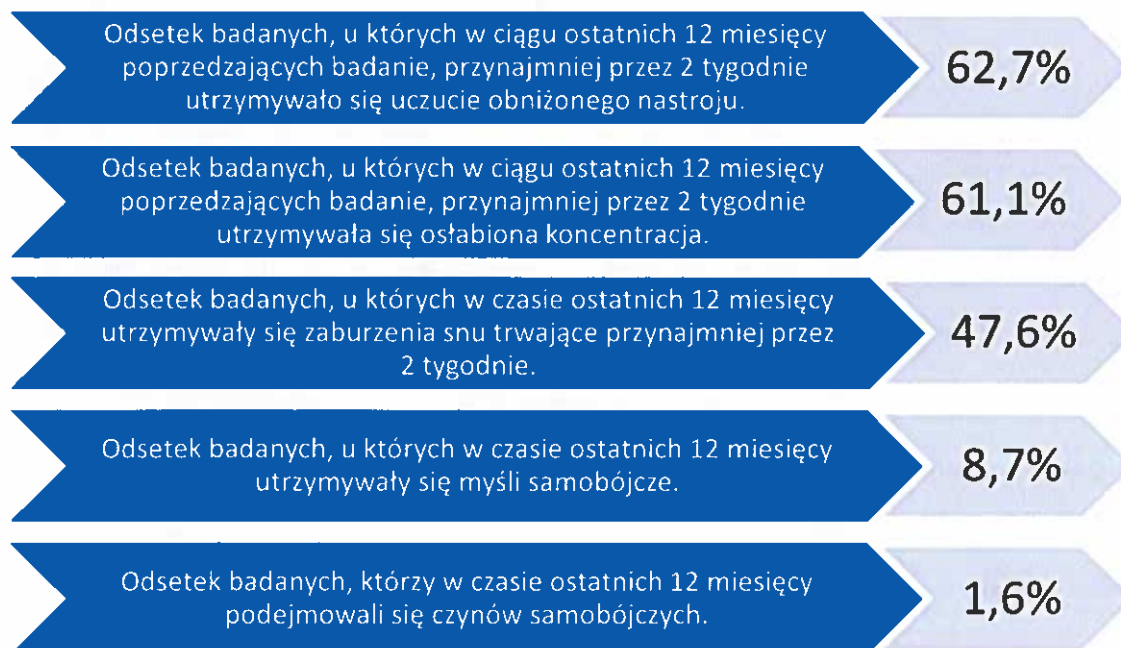 Odsetek badanych, u których w ciągu ostatnich 12 miesięcy
poprzedzających badanie, przynajmniej przez 2 tygodnie
utrzymywało się uczucie obniżonego nastroju.
62,7%
Odsetek badanych, u których w ciągu ostatnich 12 miesięcy
poprzedzających badanie, przynajmniej przez 2 tygodnie
utrzymywała się osłabiona koncentracja.
61,1%
Odsetek badanych, u których w czasie ostatnich 12 miesięcy
utrzymywały się zaburzenia snu trwające przynajmniej przez
2 tygodnie.
47,6%
Odsetek badanych, u których w czasie ostatnich 12 miesięcy
utrzymywały się myśli samobójcze.
8,7%
Odsetek badanych, którzy w czasie ostatnich 12 miesięcy
podejmowali się czynów samobójczych.
1,6%